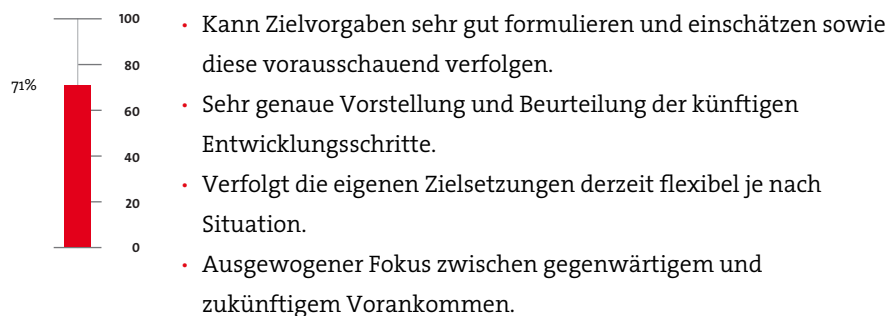 100
80
60
40
20
0
71%
• Kann Zielvorgaben sehr gut formulieren und einschätzen sowie
diese vorausschauend verfolgen.
• Sehr genaue Vorstellung und Beurteilung der künftigen
Entwicklungsschritte.
• Verfolgt die eigenen Zielsetzungen derzeit flexibel je nach
Situation.
• Ausgewogener Fokus zwischen gegenwärtigem und
zukünftigem Vorankommen.